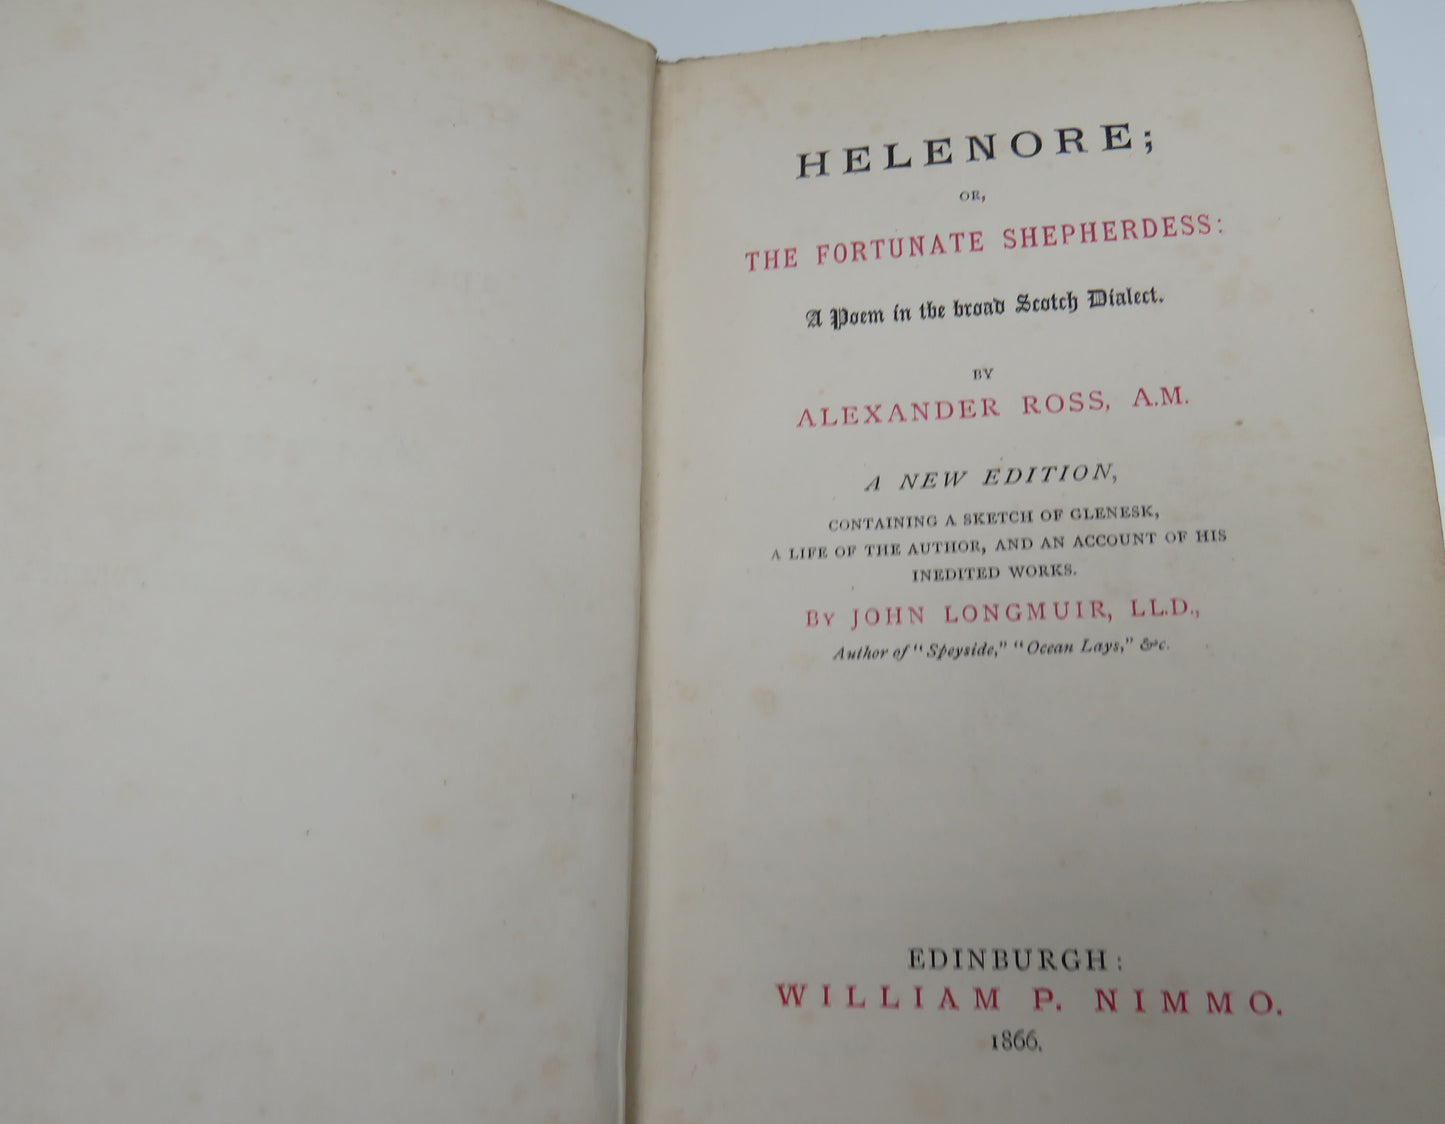 HELENORE;
OR,
THE FORTUNATE SHEPHERDESS:
A Poem in the broad Scotch Dialect.
BY
ALEXANDER ROSS, A.M.
A NEW EDITION,
CONTAINING A SKETCH OF GLENESK,
A LIFE OF THE AUTHOR, AND AN ACCOUNT OF HIS
INEDITED WORKS.
BY JOHN LONGMUIR, LL.D.,
Author of "Speyside," "Ocean Lays," &c.
EDINBURGH:
WILLIAM P. NIMMO.
1866.